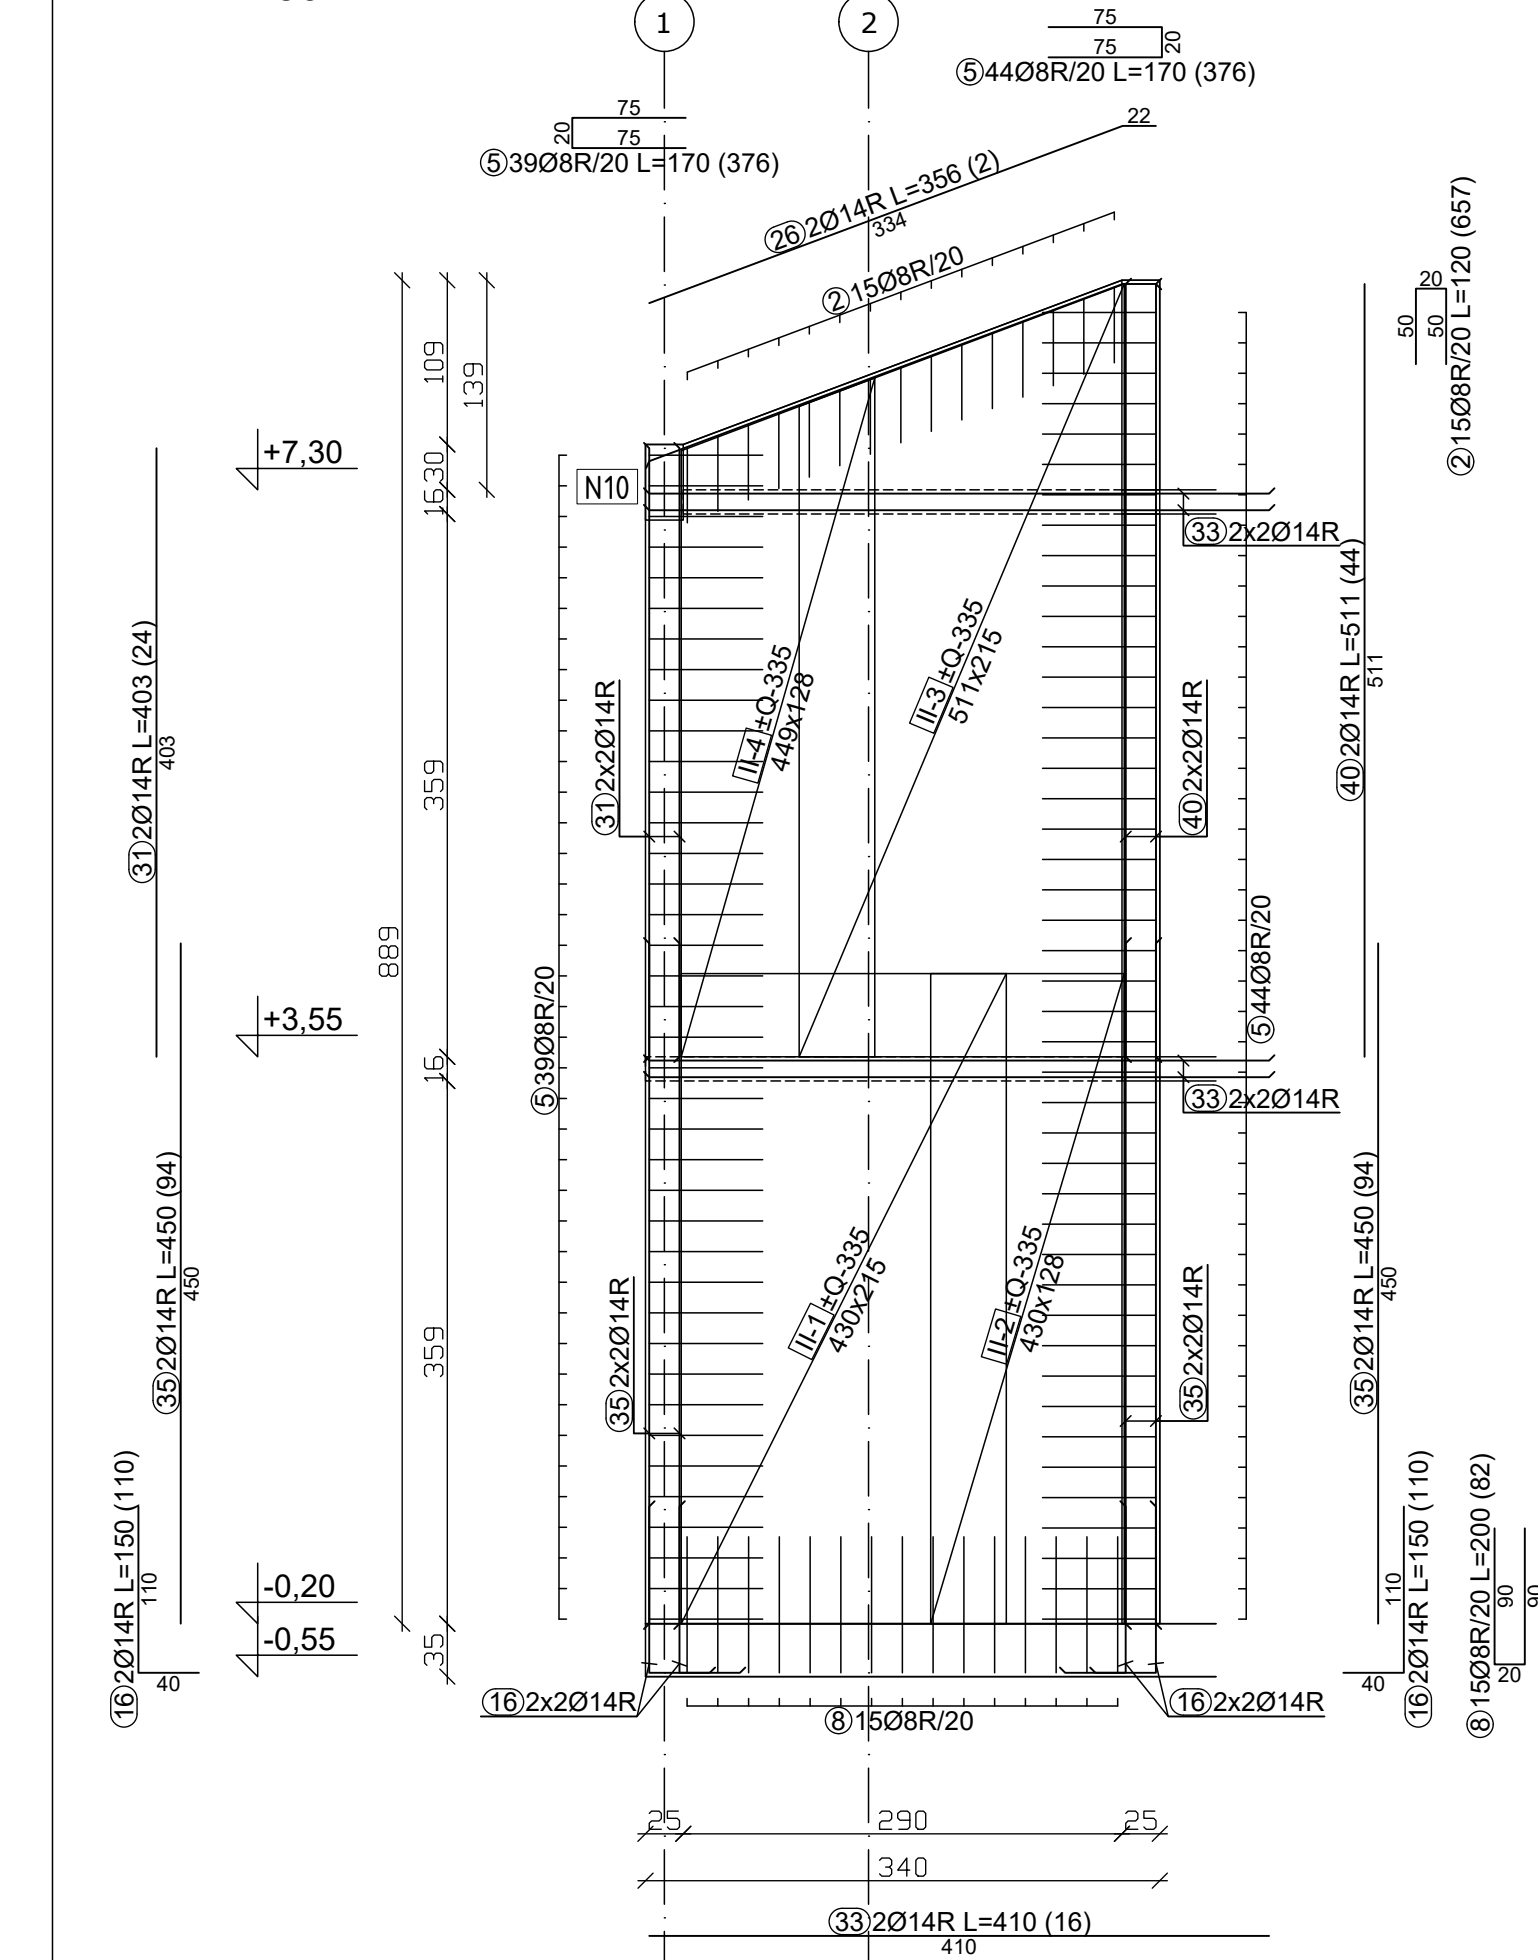 1
2
75
75
20
⑤44Ø8R/20 L=170 (376)
75
75
20
⑤39Ø8R/20 L=170 (376)
22
㉖2Ø14R L=356 (2)
334
②15Ø8R/20
20
50
50
②15Ø8R/20 L=120 (657)
109
139
30
16
+7,30
N10
㉝2x2Ø14R
㉛2Ø14R L=403 (24)
403
㊵2Ø14R L=511 (44)
511
II-4 ±Q-335
449x128
II-3 ±Q-335
511x215
㉛2x2Ø14R
㊵2x2Ø14R
359
889
⑤39Ø8R/20
⑤44Ø8R/20
+3,55
16
㉝2x2Ø14R
㉟2Ø14R L=450 (94)
450
㉟2Ø14R L=450 (94)
450
359
II-1 ±Q-335
430x215
II-2 ±Q-335
430x128
㉟2x2Ø14R
㉟2x2Ø14R
⑯2Ø14R L=150 (110)
110
40
-0,20
-0,55
35
⑯2x2Ø14R
⑧15Ø8R/20
⑯2x2Ø14R
110
40
⑯2Ø14R L=150 (110)
⑧15Ø8R/20 L=200 (82)
90
90
20
25
290
25
340
㉝2Ø14R L=410 (16)
410